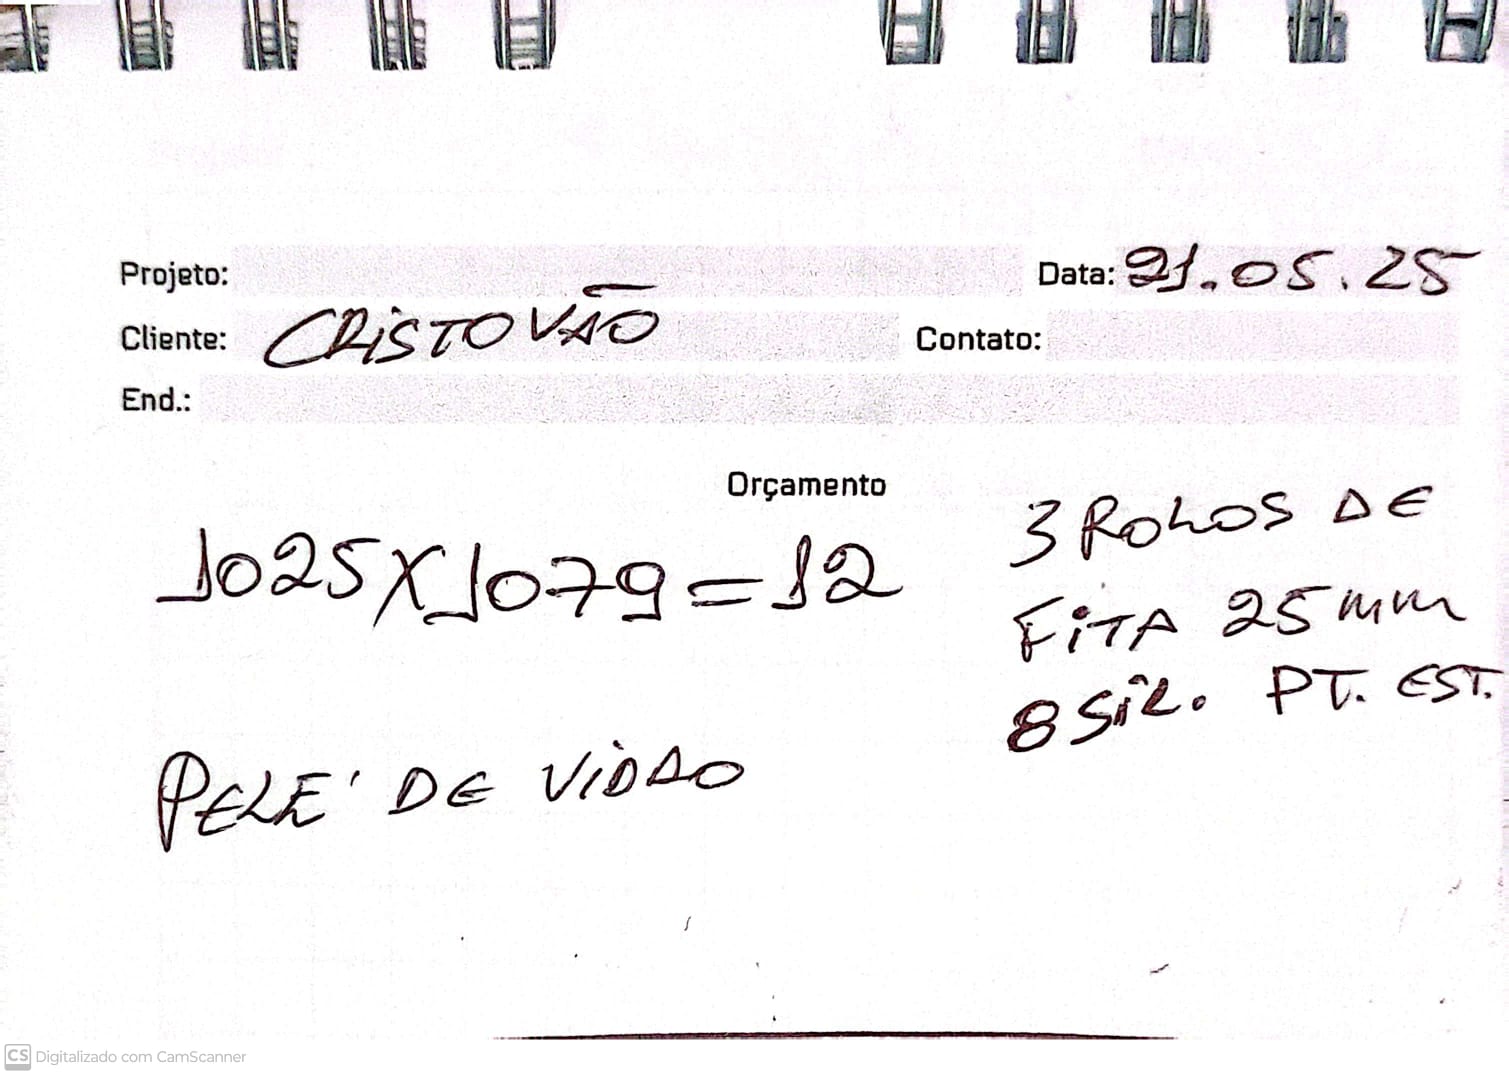 Projeto: Data: 21.05.25
Cliente: CRISTOVÃO Contato:
End.:
Orçamento
1025X1079=12
3 ROLOS DE
FITA 25mm
8 SiL. PT. EST.
PELE DE VIDRO
CS Digitalizado com CamScanner